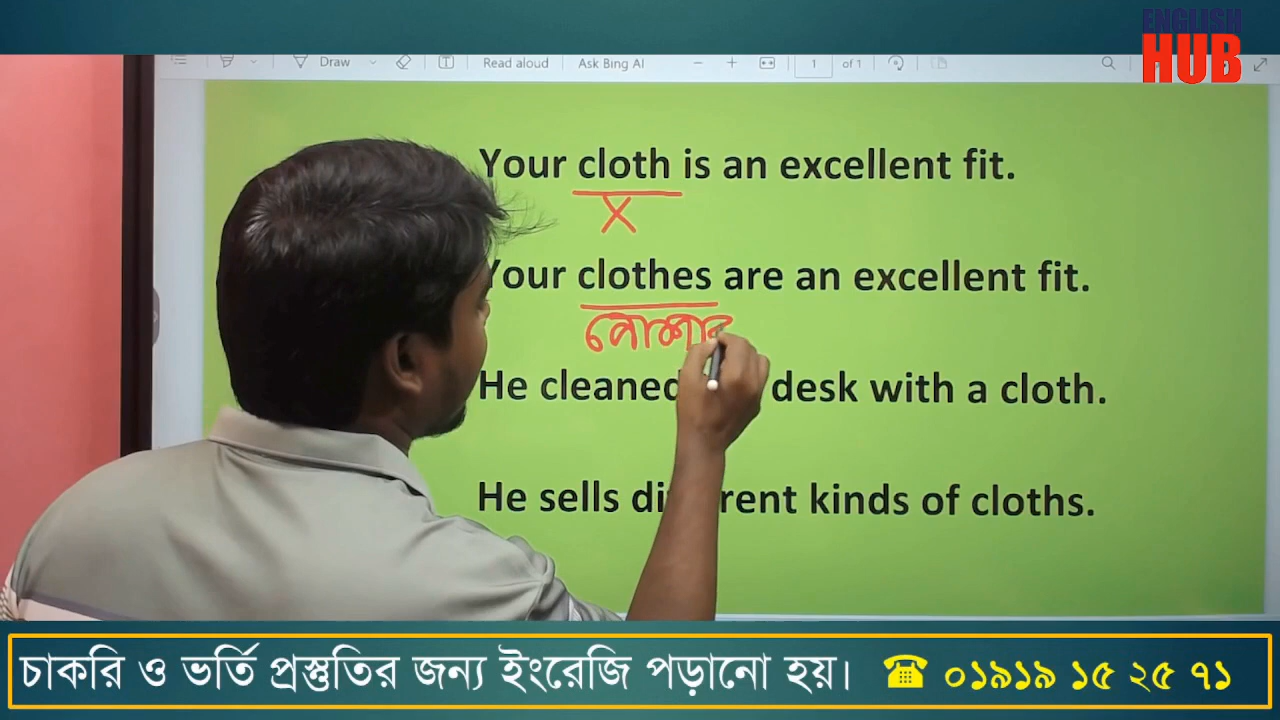 ENGLISH
HUB
Draw Read aloud Ask Bing AI 1 of 1
Your cloth is an excellent fit.
X
Your clothes are an excellent fit.
He cleaned desk with a cloth.
He sells different kinds of cloths.
চাকরি ও ভর্তি প্রস্তুতির জন্য ইংরেজি পড়ানো হয়। ☎ ০১৯১৯ ১৫ ২৫ ৭১